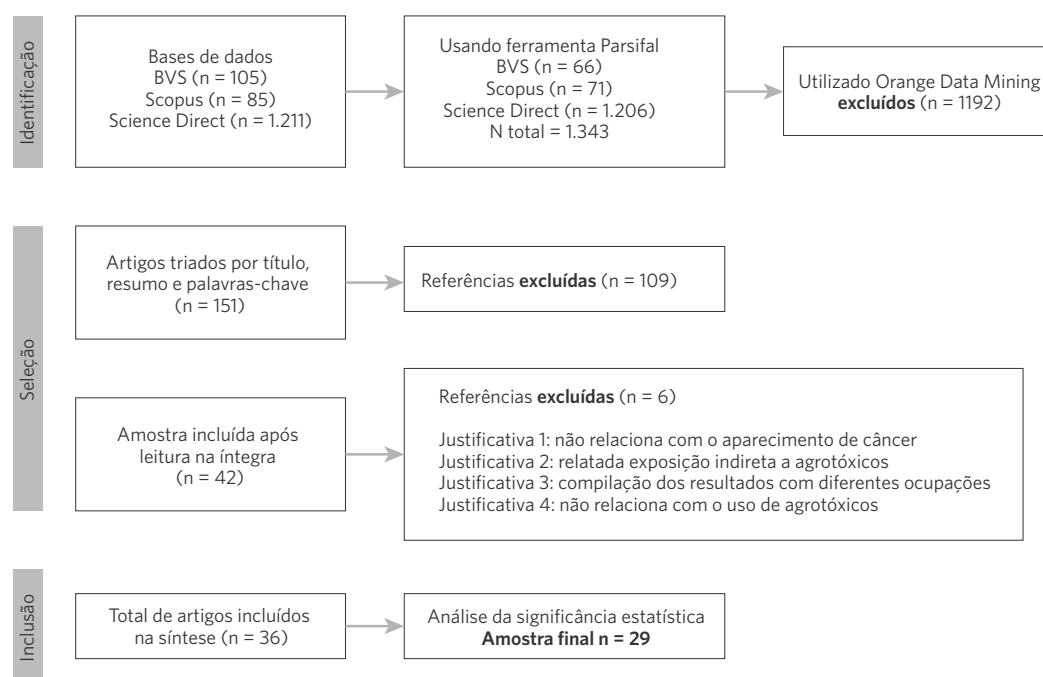 Identificação
Bases de dados
BVS (n = 105)
Scopus (n = 85)
Science Direct (n = 1.211)
Usando ferramenta Parsifal
BVS (n = 66)
Scopus (n = 71)
Science Direct (n = 1.206)
N total = 1.343
Utilizado Orange Data Mining
excluídos (n = 1192)
Seleção
Artigos triados por título,
resumo e palavras-chave
(n = 151)
Referências excluídas (n = 109)
Amostra incluída após
leitura na íntegra
(n = 42)
Referências excluídas (n = 6)
Justificativa 1: não relaciona com o aparecimento de câncer
Justificativa 2: relatada exposição indireta a agrotóxicos
Justificativa 3: compilação dos resultados com diferentes ocupações
Justificativa 4: não relaciona com o uso de agrotóxicos
Inclusão
Total de artigos incluídos
na síntese (n = 36)
Análise da significância estatística
Amostra final n = 29